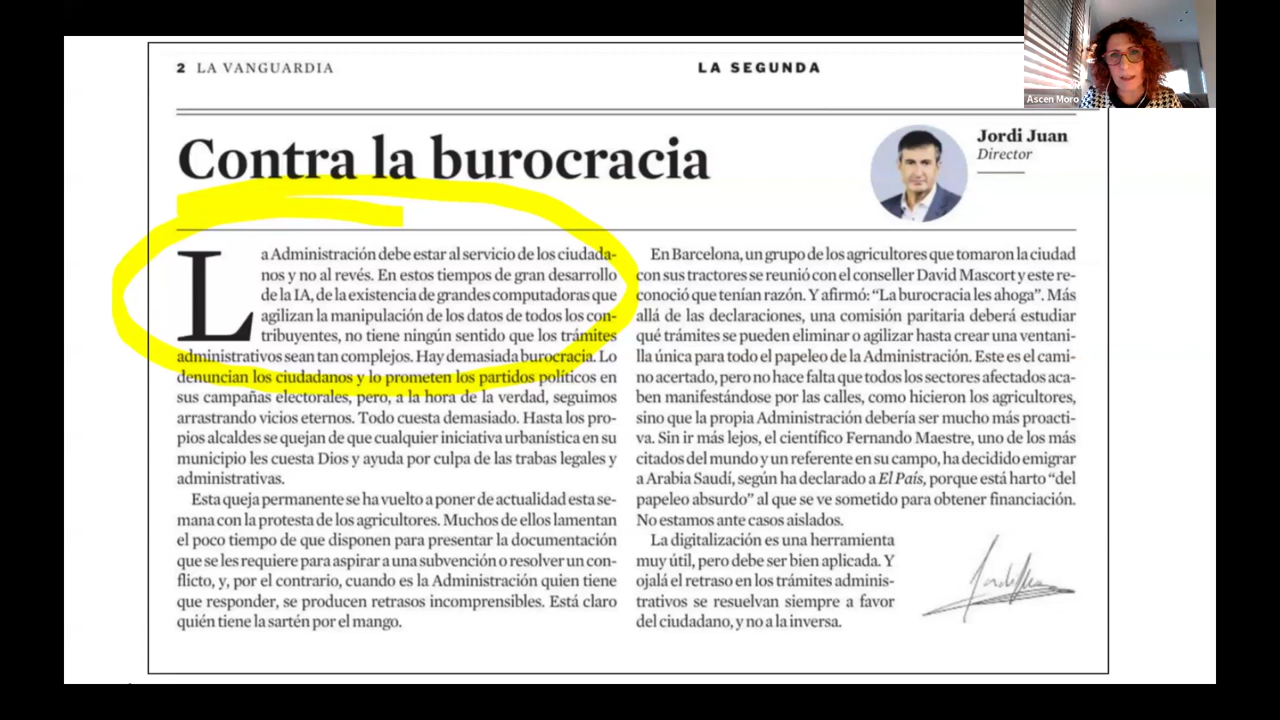 2 LA VANGUARDIA
LA SEGUNDA
Ascen Moro
Contra la burocracia
Jordi Juan
Director
La Administración debe estar al servicio de los ciudada-
nos y no al revés. En estos tiempos de gran desarrollo
de la IA, de la existencia de grandes computadoras que
agilizan la manipulación de los datos de todos los con-
tribuyentes, no tiene ningún sentido que los trámites
administrativos sean tan complejos. Hay demasiada burocracia. Lo
denuncian los ciudadanos y lo prometen los partidos políticos en
sus campañas electorales, pero, a la hora de la verdad, seguimos
arrastrando vicios eternos. Todo cuesta demasiado. Hasta los pro-
pios alcaldes se quejan de que cualquier iniciativa urbanística en su
municipio les cuesta Dios y ayuda por culpa de las trabas legales y
administrativas.
Esta queja permanente se ha vuelto a poner de actualidad esta se-
mana con la protesta de los agricultores. Muchos de ellos lamentan
el poco tiempo de que disponen para presentar la documentación
que se les requiere para aspirar a una subvención o resolver un con-
flicto, y, por el contrario, cuando es la Administración quien tiene
que responder, se producen retrasos incomprensibles. Está claro
quién tiene la sartén por el mango.
En Barcelona, un grupo de los agricultores que tomaron la ciudad
con sus tractores se reunió con el conseller David Mascort y este re-
conoció que tenían razón. Y afirmó: “La burocracia les ahoga”. Más
allá de las declaraciones, una comisión paritaria deberá estudiar
qué trámites se pueden eliminar o agilizar hasta crear una ventani-
lla única para todo el papeleo de la Administración. Este es el cami-
no acertado, pero no hace falta que todos los sectores afectados aca-
ben manifestándose por las calles, como hicieron los agricultores,
sino que la propia Administración debería ser mucho más proacti-
va. Sin ir más lejos, el científico Fernando Maestre, uno de los más
citados del mundo y un referente en su campo, ha decidido emigrar
a Arabia Saudí, según ha declarado a El País, porque está harto “del
papeleo absurdo” al que se ve sometido para obtener financiación.
No estamos ante casos aislados.
La digitalización es una herramienta
muy útil, pero debe ser bien aplicada. Y
ojalá el retraso en los trámites adminis-
trativos se resuelvan siempre a favor
del ciudadano, y no a la inversa.